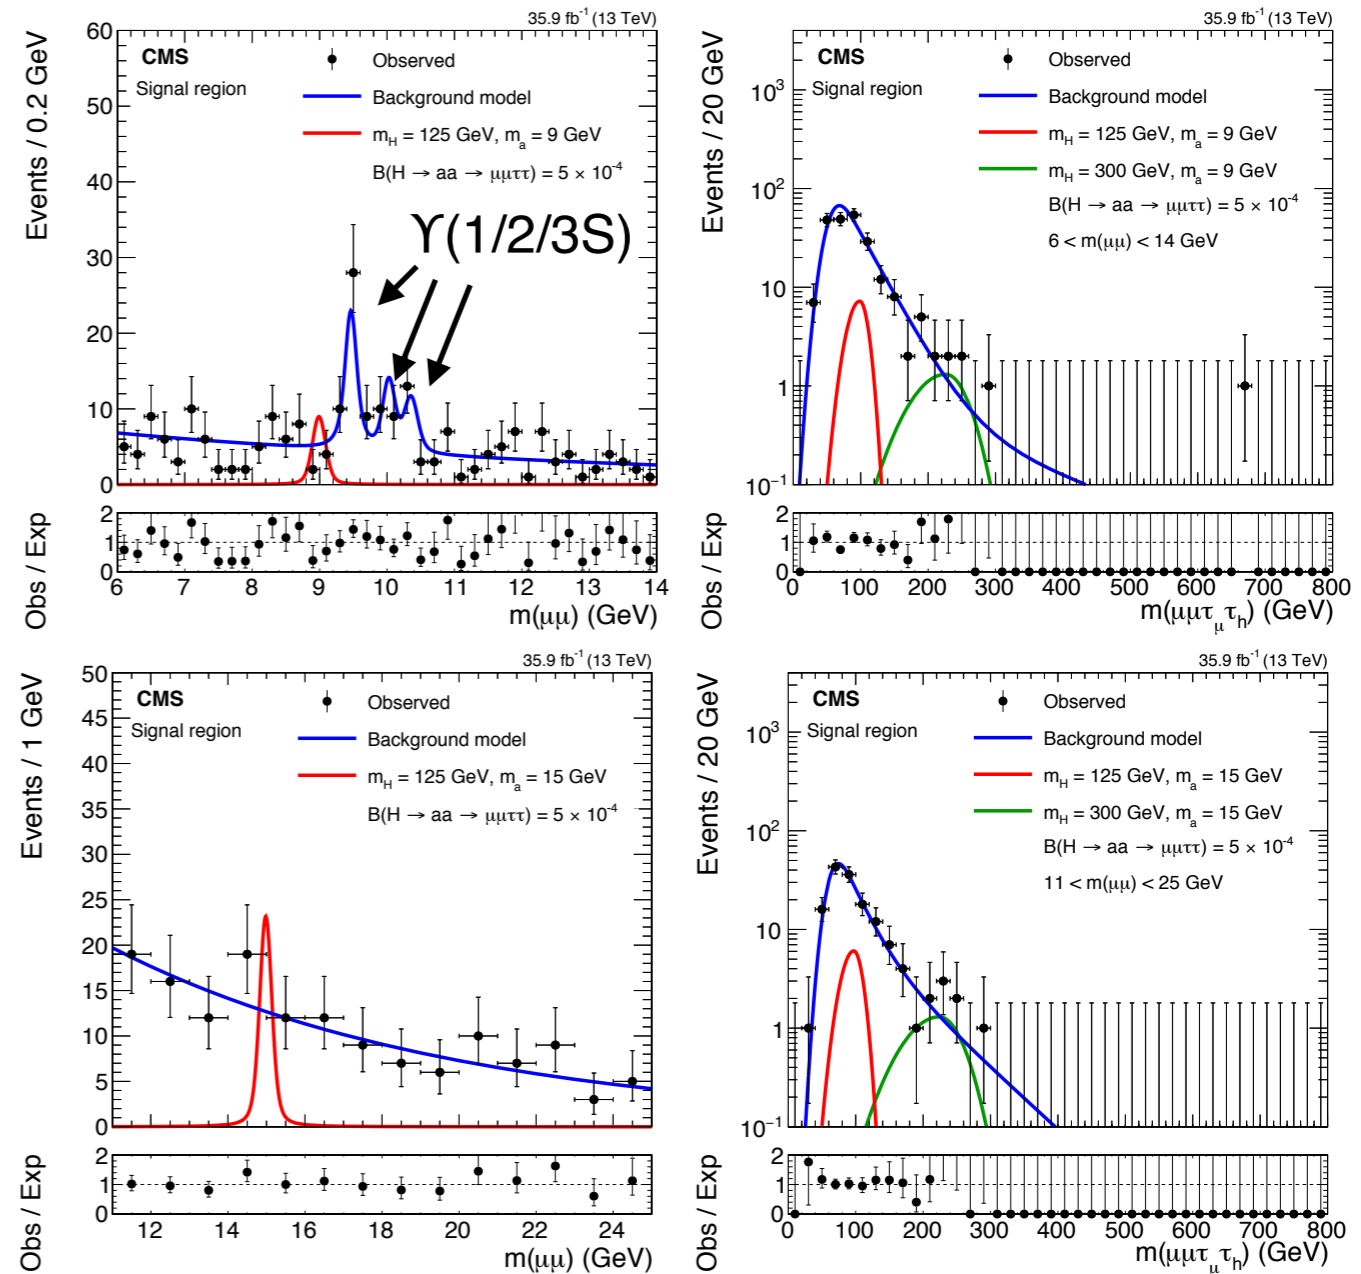 35.9 fb⁻¹ (13 TeV)
CMS
Signal region
Observed
Background model
m_H = 125 GeV, m_a = 9 GeV
B(H → aa → μμττ) = 5 × 10⁻⁴
ϒ(1/2/3S)
Events / 0.2 GeV
60
50
40
30
20
10
0
Obs / Exp
2
1
0
6 7 8 9 10 11 12 13 14
m(μμ) (GeV)
35.9 fb⁻¹ (13 TeV)
CMS
Signal region
Observed
Background model
m_H = 125 GeV, m_a = 9 GeV
m_H = 300 GeV, m_a = 9 GeV
B(H → aa → μμττ) = 5 × 10⁻⁴
6 < m(μμ) < 14 GeV
Events / 20 GeV
10³
10²
10
1
10⁻¹
Obs / Exp
2
1
0
0 100 200 300 400 500 600 700 800
m(μμτ_μτ_h) (GeV)
35.9 fb⁻¹ (13 TeV)
CMS
Signal region
Observed
Background model
m_H = 125 GeV, m_a = 15 GeV
B(H → aa → μμττ) = 5 × 10⁻⁴
Events / 1 GeV
50
45
40
35
30
25
20
15
10
5
0
Obs / Exp
2
1
0
12 14 16 18 20 22 24
m(μμ) (GeV)
35.9 fb⁻¹ (13 TeV)
CMS
Signal region
Observed
Background model
m_H = 125 GeV, m_a = 15 GeV
m_H = 300 GeV, m_a = 15 GeV
B(H → aa → μμττ) = 5 × 10⁻⁴
11 < m(μμ) < 25 GeV
Events / 20 GeV
10³
10²
10
1
10⁻¹
Obs / Exp
2
1
0
0 100 200 300 400 500 600 700 800
m(μμτ_μτ_h) (GeV)